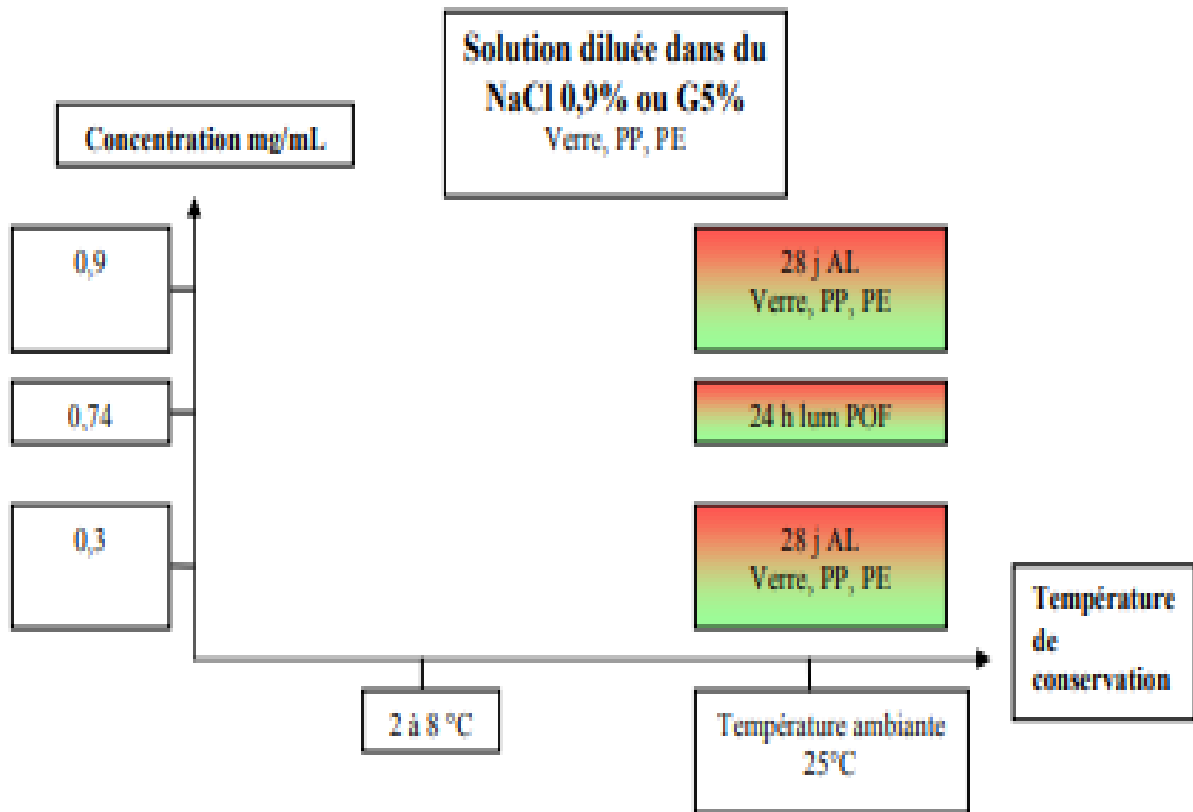 Solution diluée dans du
NaCl 0,9% ou G5%
Verre, PP, PE
Concentration mg/mL
0,9
28 j AL
Verre, PP, PE
0,74
24 h lum POF
0,3
28 j AL
Verre, PP, PE
Température
de
conservation
2 à 8 °C
Température ambiante
25°C